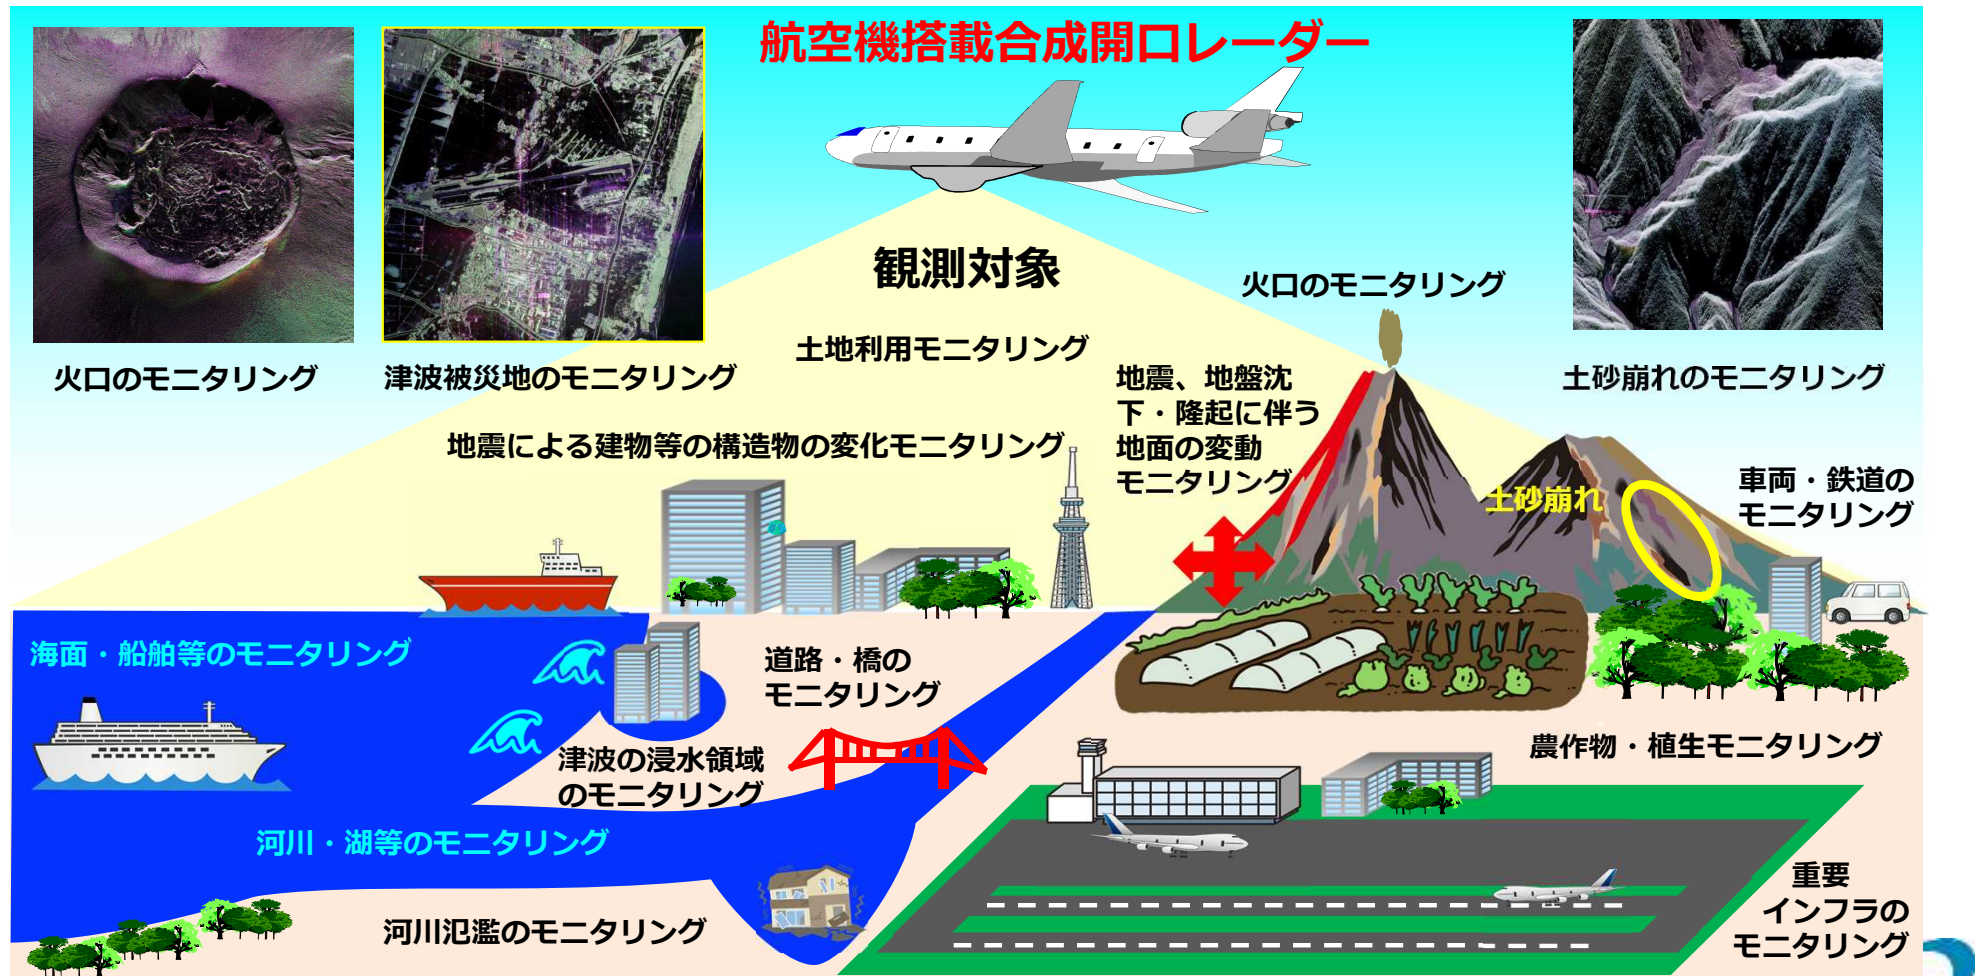 航空機搭載合成開口レーダー
観測対象
火口のモニタリング
火口のモニタリング
津波被災地のモニタリング
土地利用モニタリング
地震、地盤沈
下・隆起に伴う
地面の変動
モニタリング
土砂崩れのモニタリング
地震による建物等の構造物の変化モニタリング
土砂崩れ
車両・鉄道の
モニタリング
海面・船舶等のモニタリング
道路・橋の
モニタリング
津波の浸水領域
のモニタリング
農作物・植生モニタリング
河川・湖等のモニタリング
河川氾濫のモニタリング
重要
インフラの
モニタリング